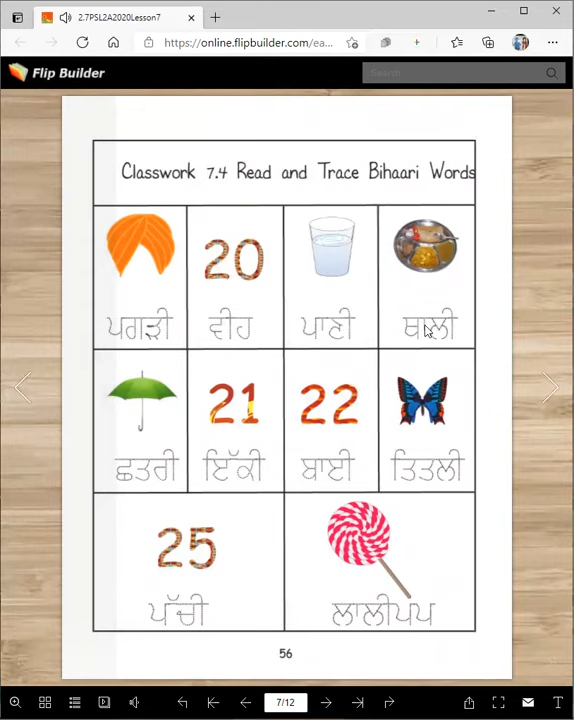 2.7PSL2A2020Lesson7
https://online.flipbuilder.com/ea...
Flip Builder
Search
Classwork 7.4 Read and Trace Bihaari Words
20
ਪਗੜੀ ਵੀਹ ਪਾਣੀ ਥਾਲੀ
21 22
ਛਤਰੀ ਇੱਕੀ ਬਾਈ ਤਿਤਲੀ
25
ਪੱਚੀ ਲਾਲੀਪਪ
56
7/12